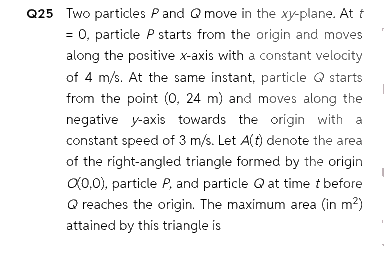 Q25 Two particles P and Q move in the xy-plane. At t
= 0, particle P starts from the origin and moves
along the positive x-axis with a constant velocity
of 4 m/s. At the same instant, particle Q starts
from the point (0, 24 m) and moves along the
negative y-axis towards the origin with a
constant speed of 3 m/s. Let A(t) denote the area
of the right-angled triangle formed by the origin
O(0,0), particle P, and particle Q at time t before
Q reaches the origin. The maximum area (in m²)
attained by this triangle is